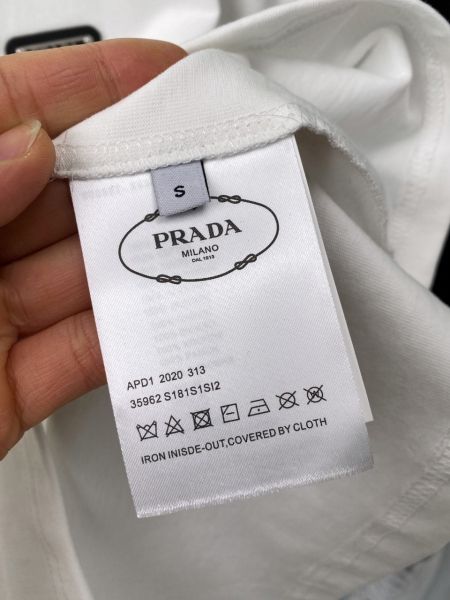 S
PRADA
MILANO
DAL 1913
APD1 2020 313
35962 S181S1SI2
IRON INISDE-OUT,COVERED BY CLOTH